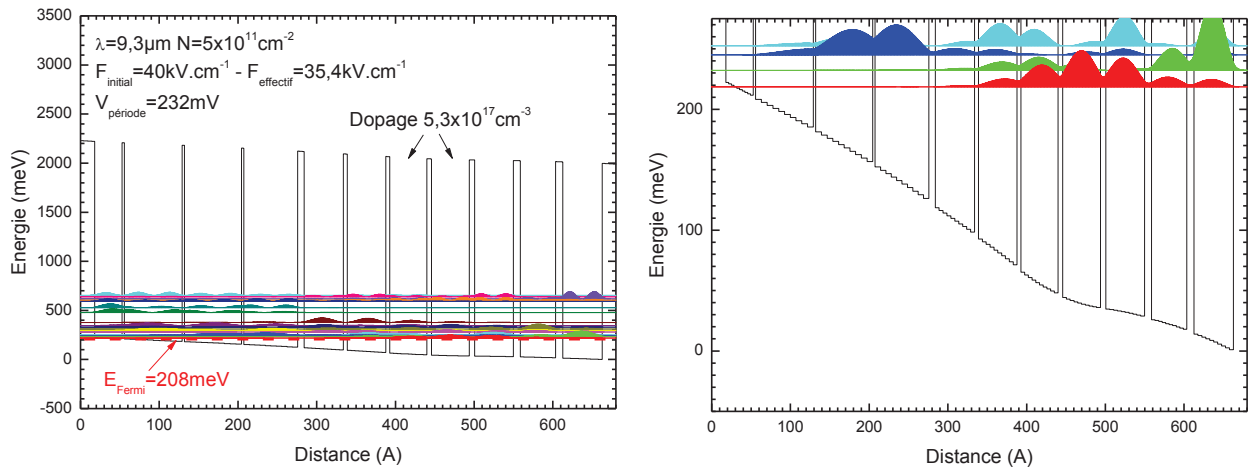 3500
3000
2500
2000
1500
1000
500
0
-500
Energie (meV)
λ=9,3μm N=5x10¹¹cm⁻²
F_initial=40kV.cm⁻¹ - F_effectif=35,4kV.cm⁻¹
V_période=232mV
Dopage 5,3x10¹⁷cm⁻³
E_Fermi=208meV
0 100 200 300 400 500 600
Distance (A)
200
100
0
Energie (meV)
0 100 200 300 400 500 600
Distance (A)